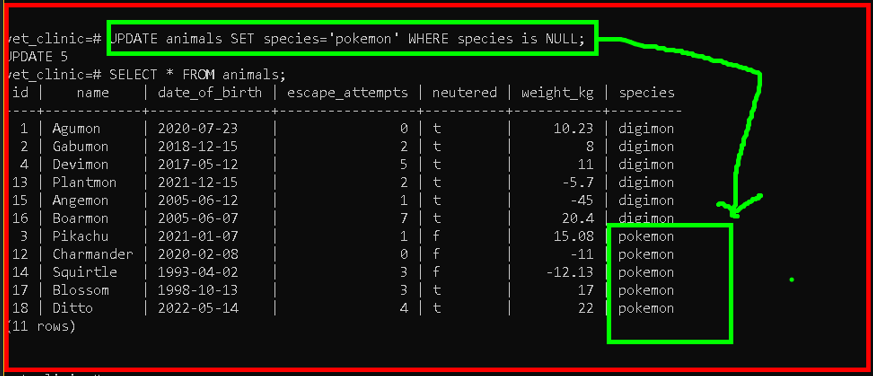 vet_clinic=# UPDATE animals SET species='pokemon' WHERE species is NULL;
UPDATE 5
vet_clinic=# SELECT * FROM animals;
 id |    name    | date_of_birth | escape_attempts | neutered | weight_kg | species
----+------------+---------------+-----------------+----------+-----------+---------
  1 | Agumon     | 2020-07-23    |               0 | t        |     10.23 | digimon
  2 | Gabumon    | 2018-12-15    |               2 | t        |         8 | digimon
  4 | Devimon    | 2017-05-12    |               5 | t        |        11 | digimon
 13 | Plantmon   | 2021-12-15    |               2 | t        |      -5.7 | digimon
 15 | Angemon    | 2005-06-12    |               1 | t        |       -45 | digimon
 16 | Boarmon    | 2005-06-07    |               7 | t        |      20.4 | digimon
  3 | Pikachu    | 2021-01-07    |               1 | f        |     15.08 | pokemon
 12 | Charmander | 2020-02-08    |               0 | f        |       -11 | pokemon
 14 | Squirtle   | 1993-04-02    |               3 | f        |    -12.13 | pokemon
 17 | Blossom    | 1998-10-13    |               3 | t        |        17 | pokemon
 18 | Ditto      | 2022-05-14    |               4 | t        |        22 | pokemon
(11 rows)